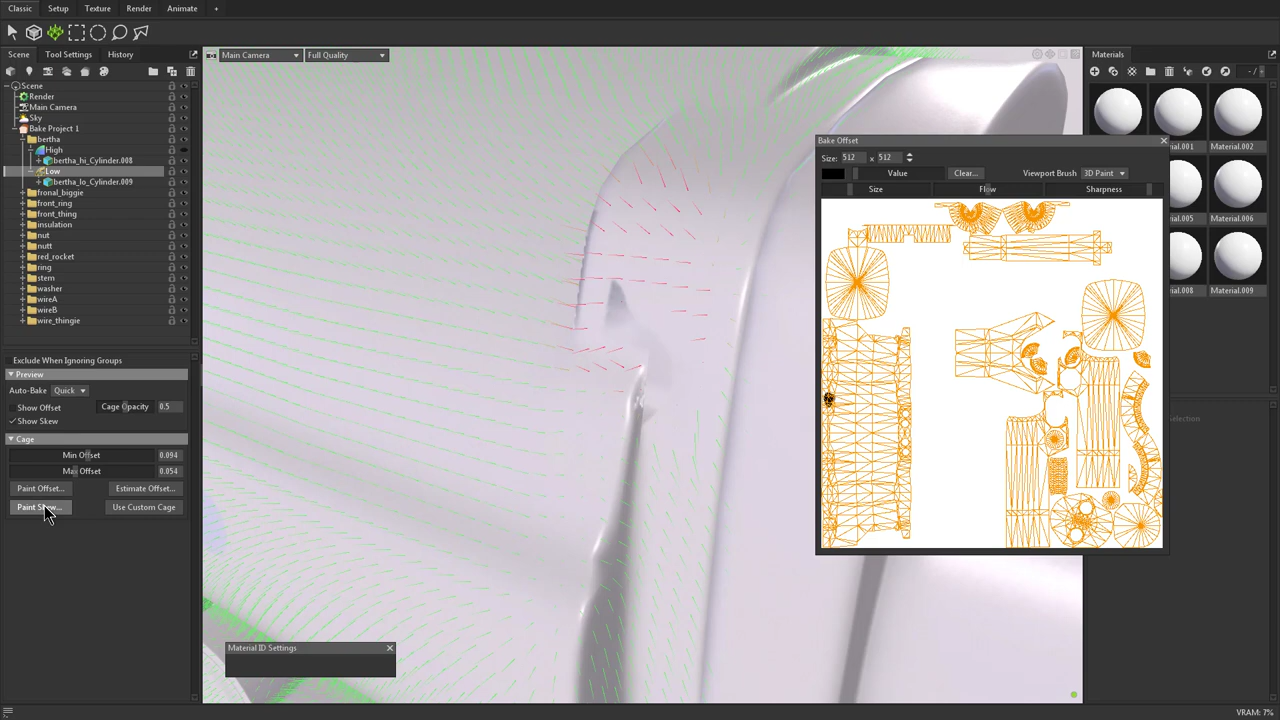 Classic Setup Texture Render Animate +
Scene Tool Settings History
Main Camera Full Quality
Materials
- /
Scene
Render
Main Camera
Sky
Bake Project 1
bertha
High
bertha_hi_Cylinder.008
Low
bertha_lo_Cylinder.009
fronal_biggie
front_ring
front_thing
insulation
nut
nutt
red_rocket
ring
stem
washer
wireA
wireB
wire_thingie
Exclude When Ignoring Groups
Preview
Auto-Bake Quick
Show Offset Cage Opacity 0.5
Show Skew
Cage
Min Offset 0.094
Max Offset 0.054
Paint Offset... Estimate Offset...
Use Custom Cage
Bake Offset
Size: 512 x 512
Value Clear... Viewport Brush 3D Paint
Size Flow Sharpness
.001 Material.002
.005 Material.006
.008 Material.009
Selection
Material ID Settings
VRAM: 7%